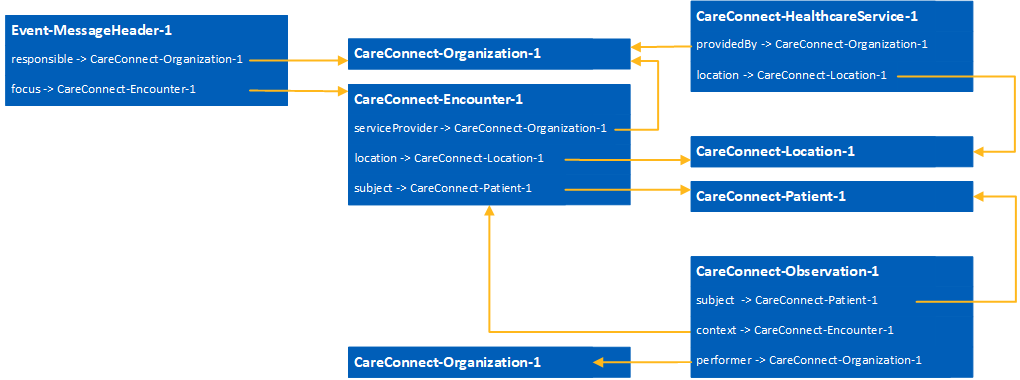 Event-MessageHeader-1
responsible -> CareConnect-Organization-1
focus -> CareConnect-Encounter-1
CareConnect-Organization-1
CareConnect-Encounter-1
serviceProvider -> CareConnect-Organization-1
location -> CareConnect-Location-1
subject -> CareConnect-Patient-1
CareConnect-HealthcareService-1
providedBy -> CareConnect-Organization-1
location -> CareConnect-Location-1
CareConnect-Location-1
CareConnect-Patient-1
CareConnect-Observation-1
subject -> CareConnect-Patient-1
context -> CareConnect-Encounter-1
performer -> CareConnect-Organization-1
CareConnect-Organization-1